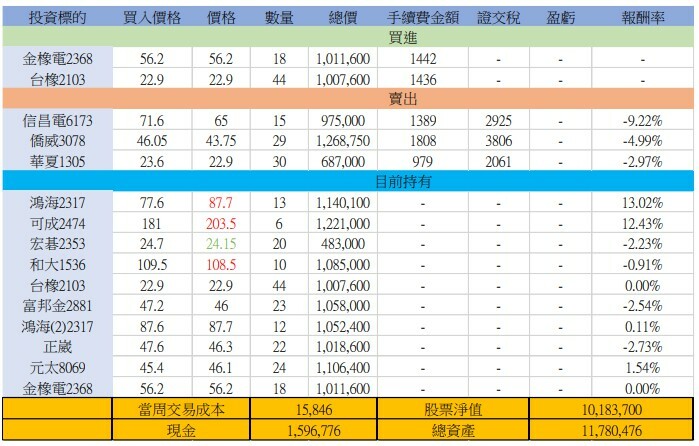 投資標的 買入價格 價格 數量 總價 手續費金額 證交稅 盈虧 報酬率
買進
金橡電2368 56.2 56.2 18 1,011,600 1442 - - -
台橡2103 22.9 22.9 44 1,007,600 1436 - - -
賣出
信昌電6173 71.6 65 15 975,000 1389 2925 - -9.22%
僑威3078 46.05 43.75 29 1,268,750 1808 3806 - -4.99%
華夏1305 23.6 22.9 30 687,000 979 2061 - -2.97%
目前持有
鴻海2317 77.6 87.7 13 1,140,100 - - - 13.02%
可成2474 181 203.5 6 1,221,000 - - - 12.43%
宏碁2353 24.7 24.15 20 483,000 - - - -2.23%
和大1536 109.5 108.5 10 1,085,000 - - - -0.91%
台橡2103 22.9 22.9 44 1,007,600 - - - 0.00%
富邦金2881 47.2 46 23 1,058,000 - - - -2.54%
鴻海(2)2317 87.6 87.7 12 1,052,400 - - - 0.11%
正崴 47.6 46.3 22 1,018,600 - - - -2.73%
元太8069 45.4 46.1 24 1,106,400 - - - 1.54%
金橡電2368 56.2 56.2 18 1,011,600 - - - 0.00%
當周交易成本 15,846 股票淨值 10,183,700
現金 1,596,776 總資產 11,780,476